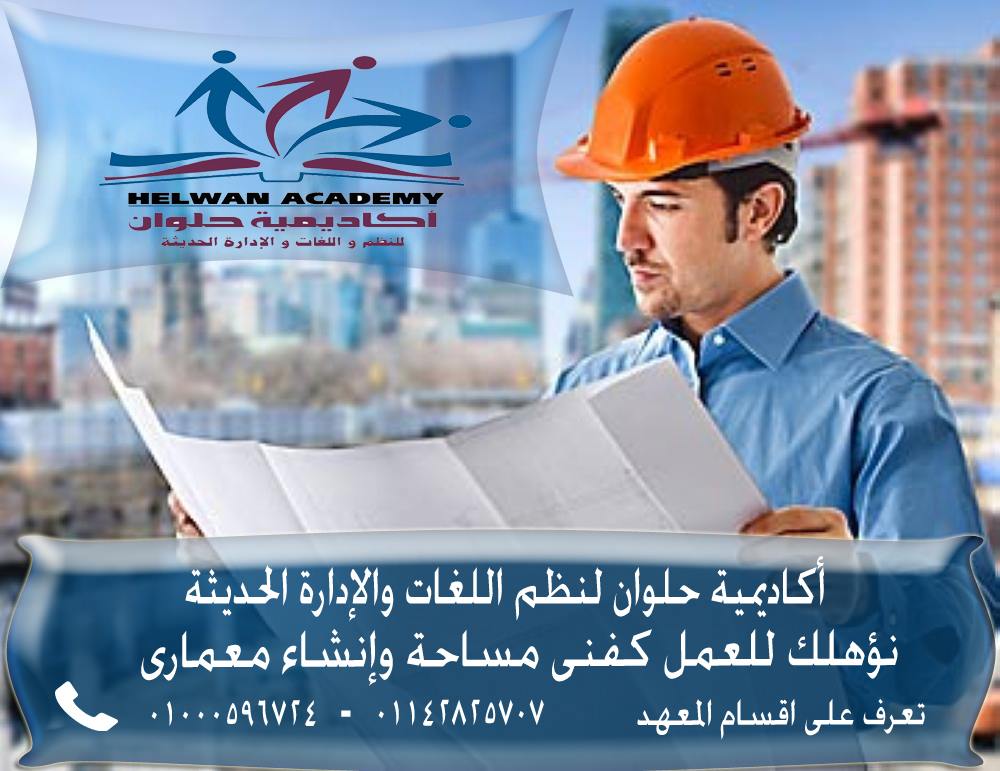 HELWAN ACADEMY
أكاديمية حلوان
للنظم و اللغات و الإدارة الحديثة
أكاديمية حلوان لنظم اللغات والإدارة الحديثة
نؤهلك للعمل كفنى مساحة وإنشاء معمارى
تعرف على اقسام المعهد ٠١١٤٢٨٢٥٧٠٧ - ٠١٠٠٠٥٩٦٧٢٤